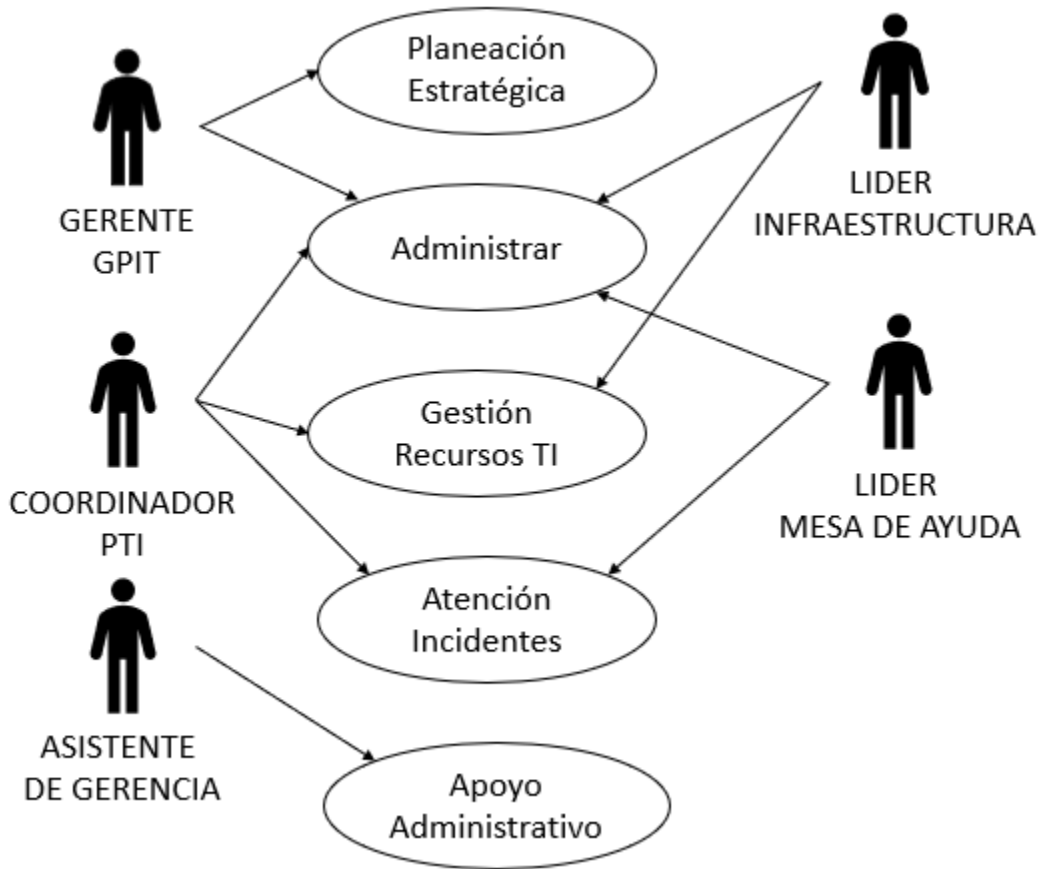 Planeación
Estratégica
GERENTE
GPIT
LIDER
INFRAESTRUCTURA
Administrar
COORDINADOR
PTI
Gestión
Recursos TI
LIDER
MESA DE AYUDA
Atención
Incidentes
ASISTENTE
DE GERENCIA
Apoyo
Administrativo